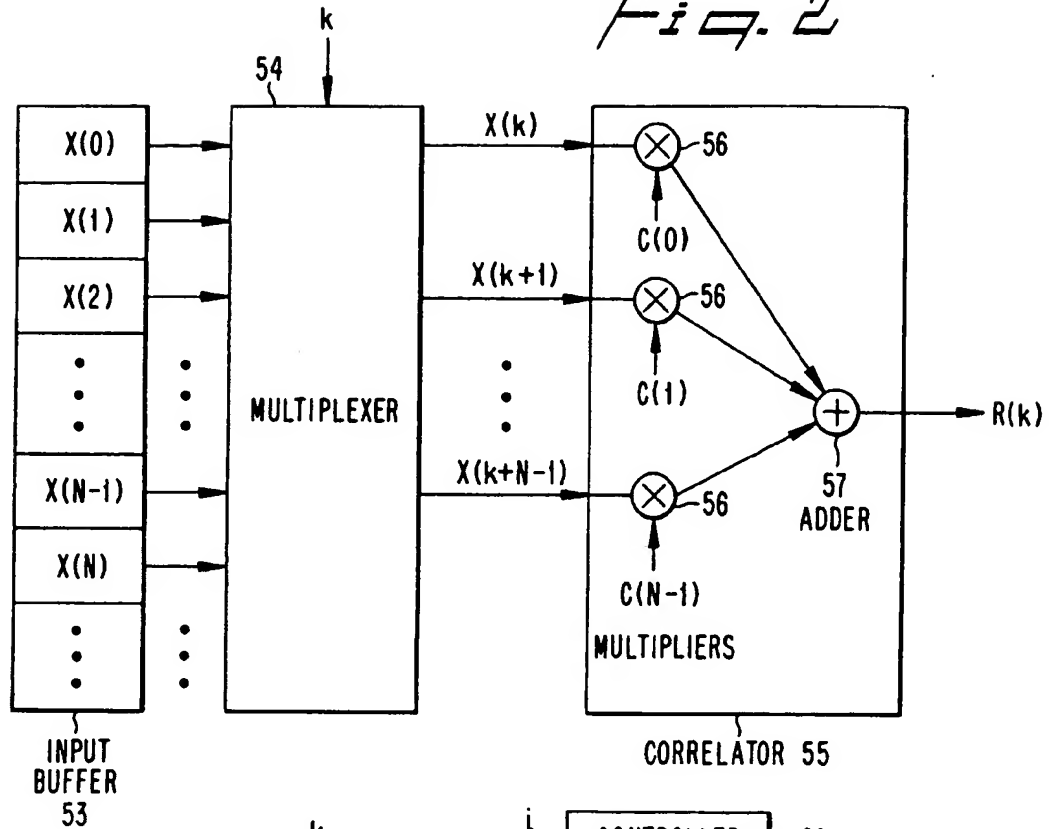 Fig. 2
k
54
X(0)
X(k)
56
X(1)
C(0)
X(2)
X(k+1)
56
MULTIPLEXER
C(1)
R(k)
X(N-1)
X(k+N-1)
56
57
ADDER
X(N)
C(N-1)
MULTIPLIERS
INPUT
BUFFER
53
CORRELATOR 55
k
i